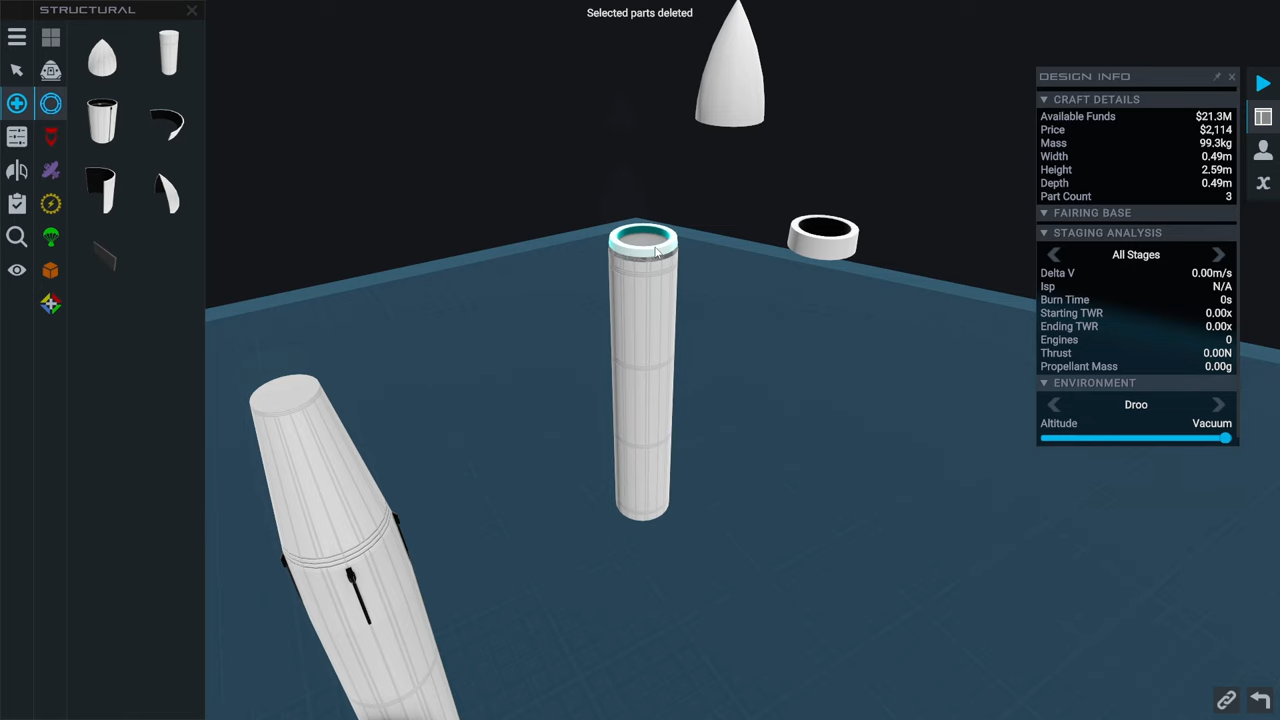 STRUCTURAL
Selected parts deleted
DESIGN INFO
CRAFT DETAILS
Available Funds $21.3M
Price $2,114
Mass 99.3kg
Width 0.49m
Height 2.59m
Depth 0.49m
Part Count 3
FAIRING BASE
STAGING ANALYSIS
All Stages
Delta V 0.00m/s
Isp N/A
Burn Time 0s
Starting TWR 0.00x
Ending TWR 0.00x
Engines 0
Thrust 0.00N
Propellant Mass 0.00g
ENVIRONMENT
Droo
Altitude Vacuum